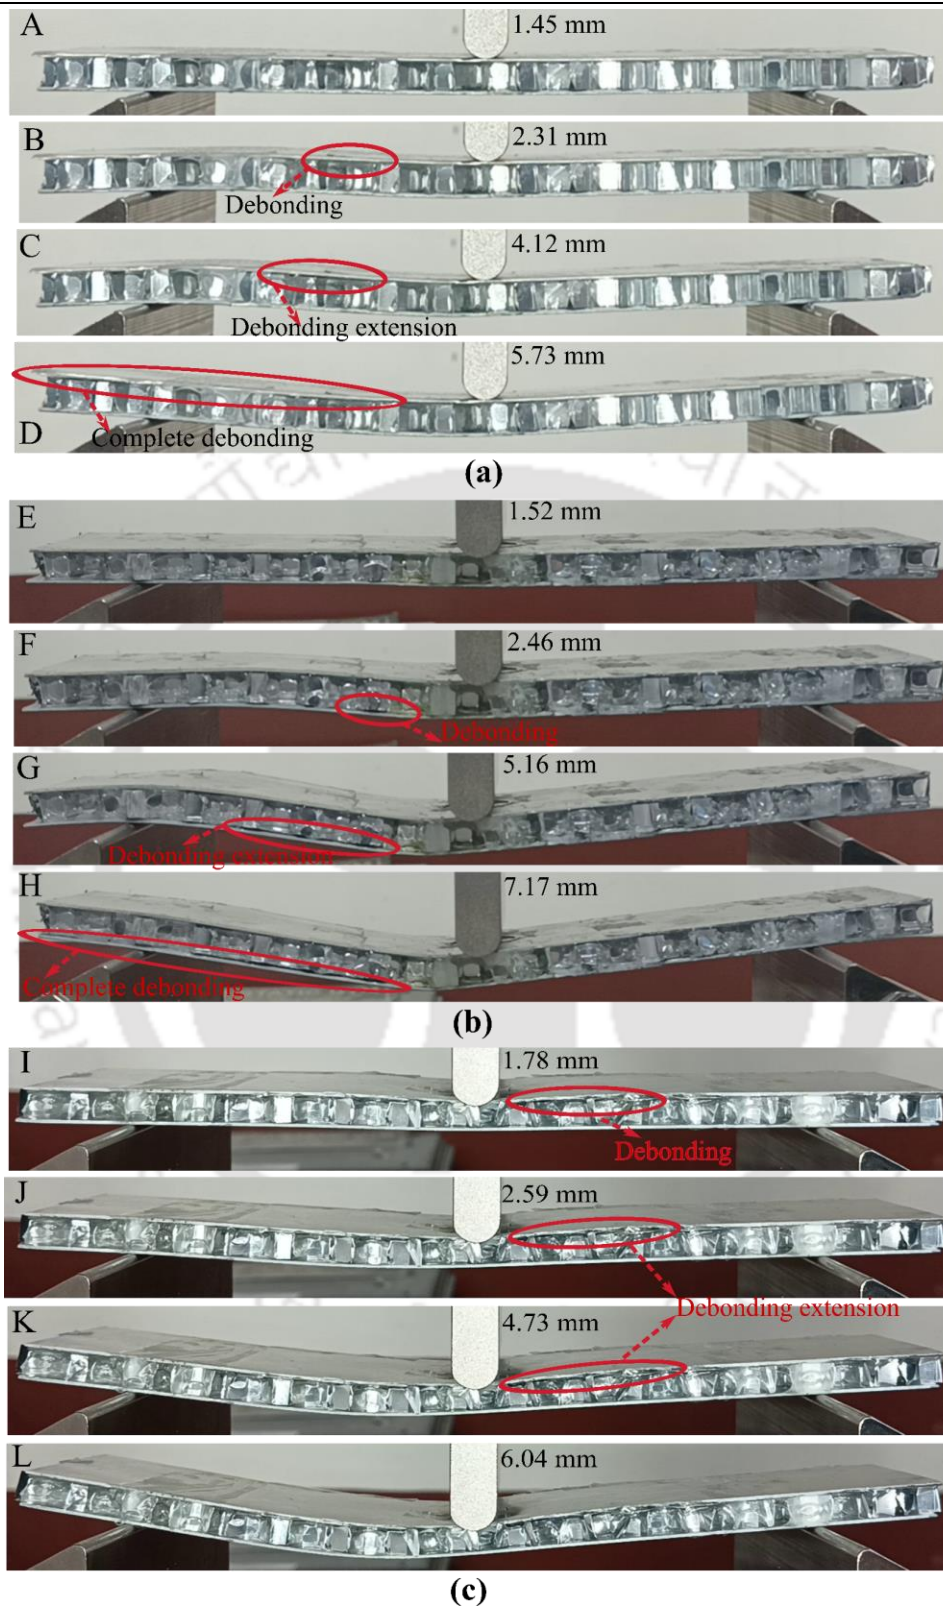 A
1.45 mm
B
2.31 mm
Debonding
C
4.12 mm
Debonding extension
5.73 mm
D
Complete debonding
(a)
E
1.52 mm
F
2.46 mm
Debonding
G
5.16 mm
Debonding extension
H
7.17 mm
Complete debonding
(b)
I
1.78 mm
Debonding
J
2.59 mm
Debonding extension
K
4.73 mm
L
6.04 mm
(c)